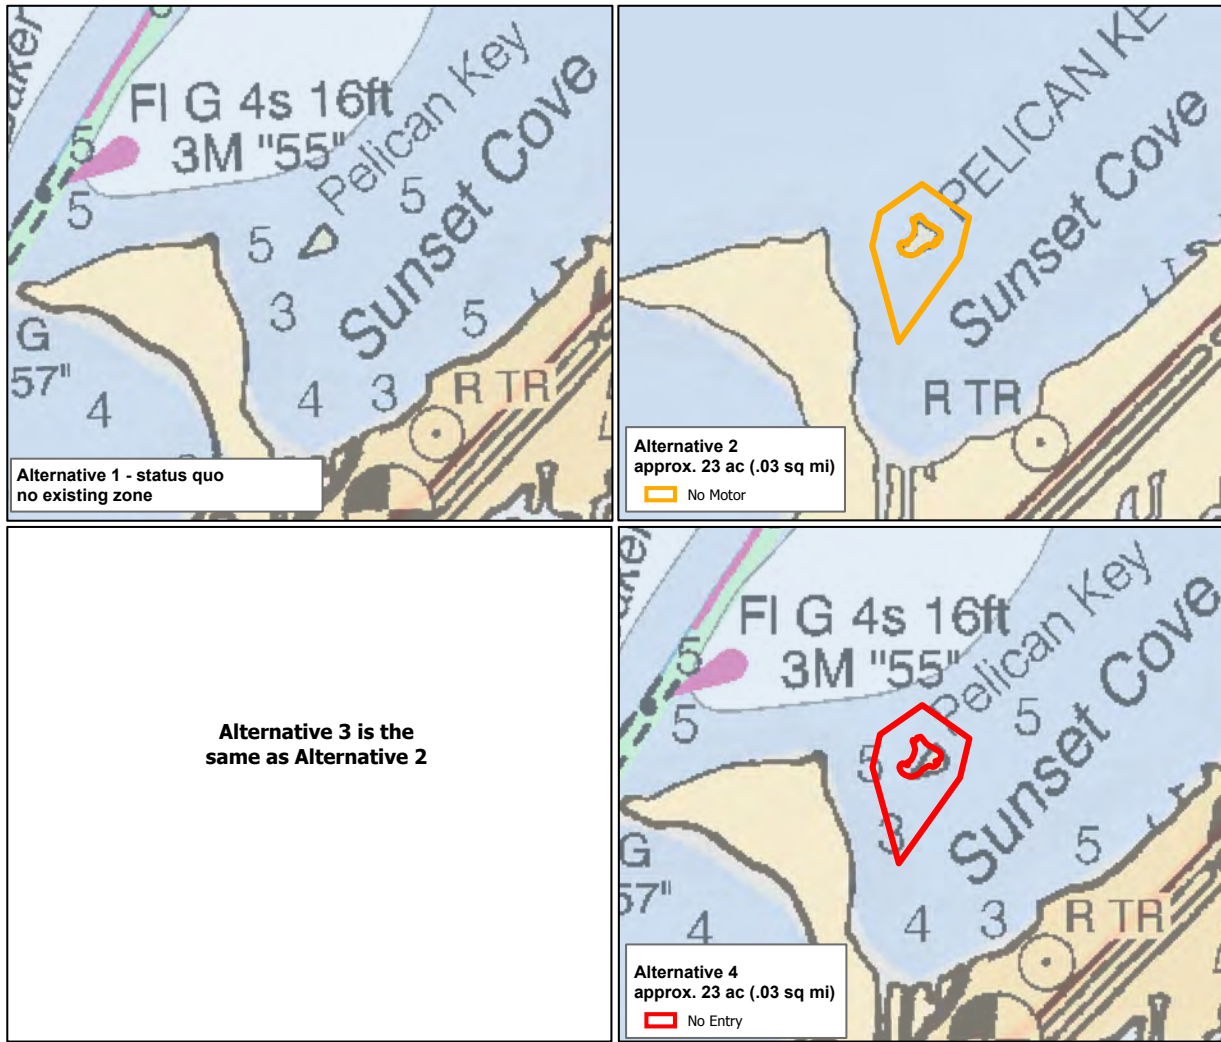 Fl G 4s 16ft
3M "55"
Pelican Key
Sunset Cove
5
5
5
5
3
5
4
3
G
57"
4
R TR
Alternative 1 - status quo
no existing zone
PELICAN KE
Sunset Cove
R TR
Alternative 2
approx. 23 ac (.03 sq mi)
No Motor
Alternative 3 is the
same as Alternative 2
Fl G 4s 16ft
3M "55"
Pelican Key
Sunset Cove
5
5
5
5
3
5
4
3
G
57"
4
R TR
Alternative 4
approx. 23 ac (.03 sq mi)
No Entry